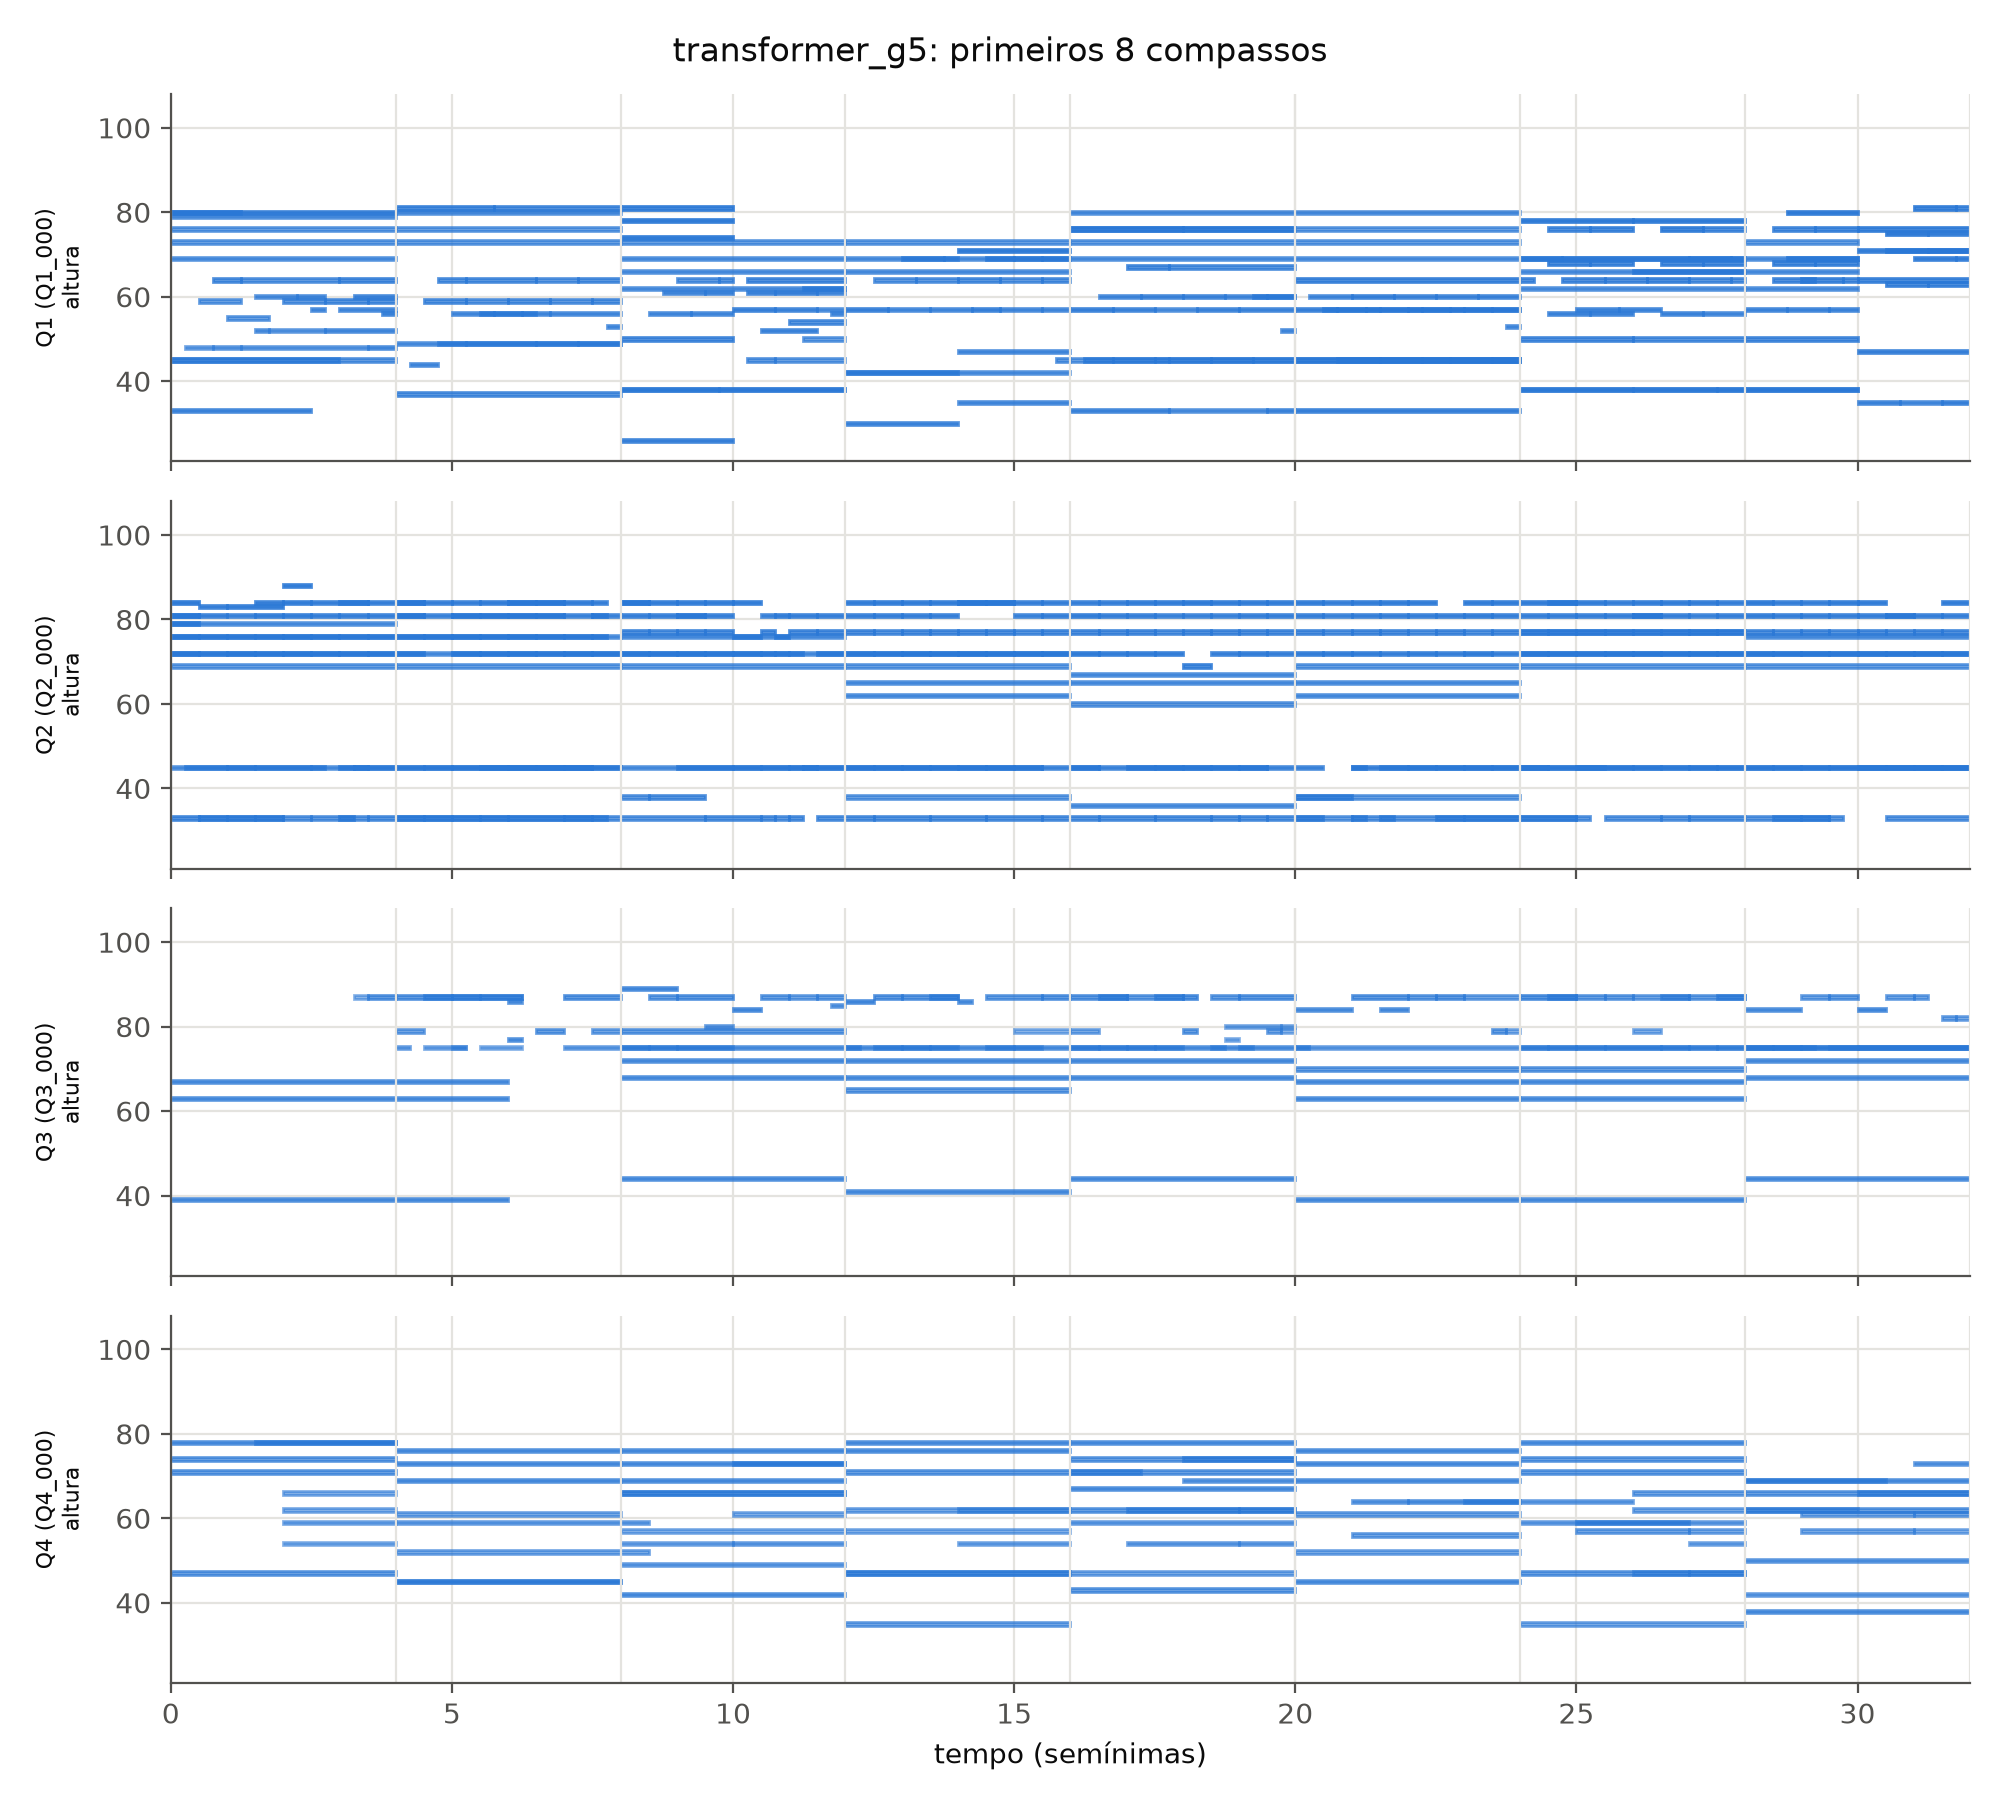 transformer_g5: primeiros 8 compassos
100
80
60
40
Q1 (Q1_000)
altura
100
80
60
40
Q2 (Q2_000)
altura
100
80
60
40
Q3 (Q3_000)
altura
100
80
60
40
Q4 (Q4_000)
altura
0 5 10 15 20 25 30
tempo (semínimas)